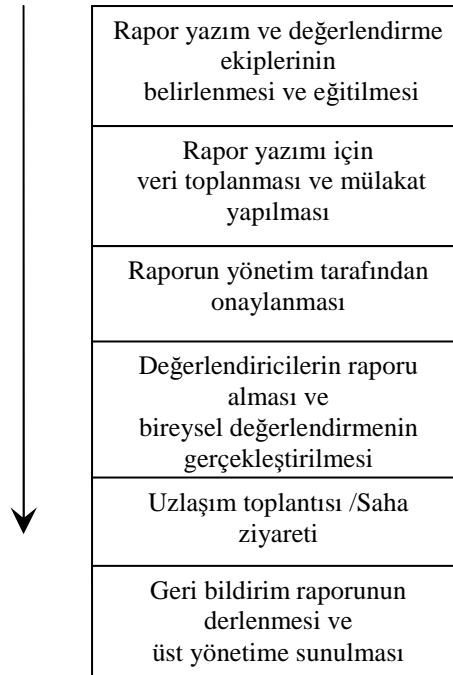 Rapor yazım ve değerlendirme
ekiplerinin
belirlenmesi ve eğitilmesi
Rapor yazımı için
veri toplanması ve mülakat
yapılması
Raporun yönetim tarafından
onaylanması
Değerlendiricilerin raporu
alması ve
bireysel değerlendirmenin
gerçekleştirilmesi
Uzlaşım toplantısı /Saha
ziyareti
Geri bildirim raporunun
derlenmesi ve
üst yönetime sunulması